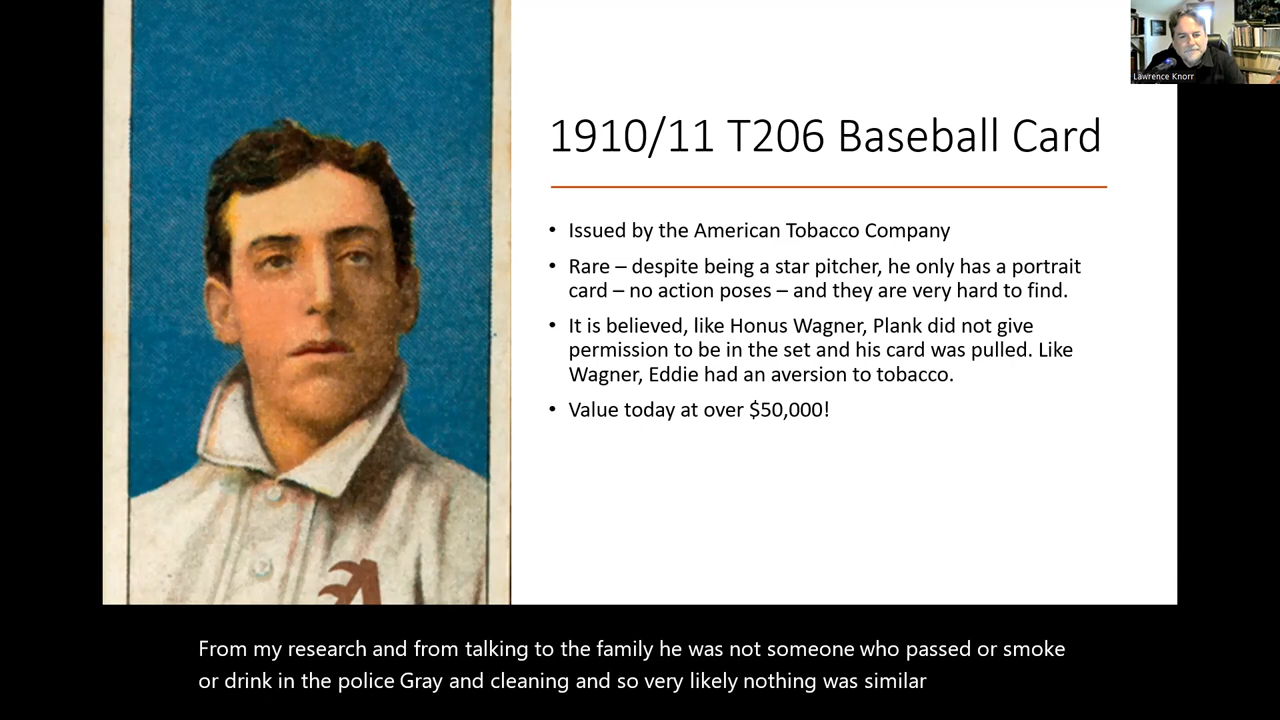 Lawrence Knorr
1910/11 T206 Baseball Card
• Issued by the American Tobacco Company
• Rare – despite being a star pitcher, he only has a portrait
card – no action poses – and they are very hard to find.
• It is believed, like Honus Wagner, Plank did not give
permission to be in the set and his card was pulled. Like
Wagner, Eddie had an aversion to tobacco.
• Value today at over $50,000!
A
From my research and from talking to the family he was not someone who passed or smoke
or drink in the police Gray and cleaning and so very likely nothing was similar